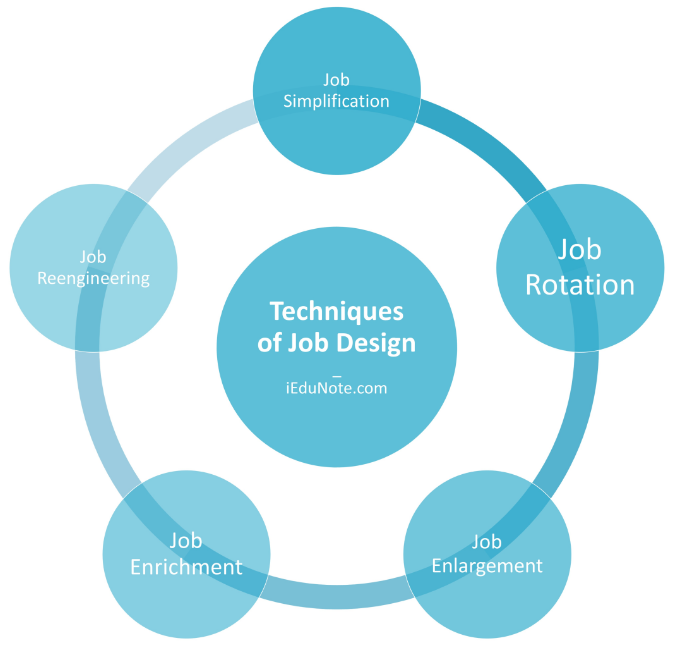 Job
Simplification
Job
Rotation
Job
Enlargement
Job
Enrichment
Job
Reengineering
Techniques
of Job Design
–
iEduNote.com